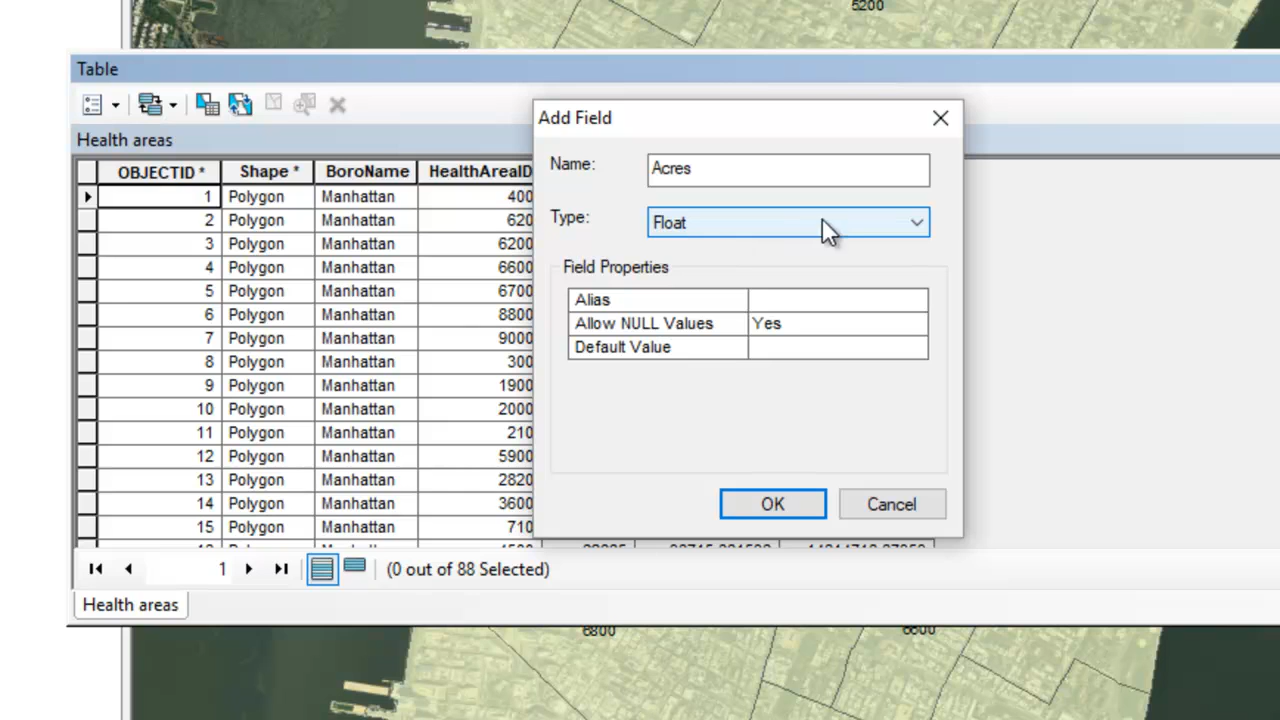 5200
Table
Health areas
OBJECTID * Shape * BoroName HealthAreaID
1 Polygon Manhattan 400
2 Polygon Manhattan 620
3 Polygon Manhattan 6200
4 Polygon Manhattan 6600
5 Polygon Manhattan 6700
6 Polygon Manhattan 8800
7 Polygon Manhattan 9000
8 Polygon Manhattan 300
9 Polygon Manhattan 1900
10 Polygon Manhattan 2000
11 Polygon Manhattan 210
12 Polygon Manhattan 5900
13 Polygon Manhattan 2820
14 Polygon Manhattan 3600
15 Polygon Manhattan 710
Add Field
Name: Acres
Type: Float
Field Properties
Alias
Allow NULL Values Yes
Default Value
OK Cancel
1 (0 out of 88 Selected)
Health areas
6800